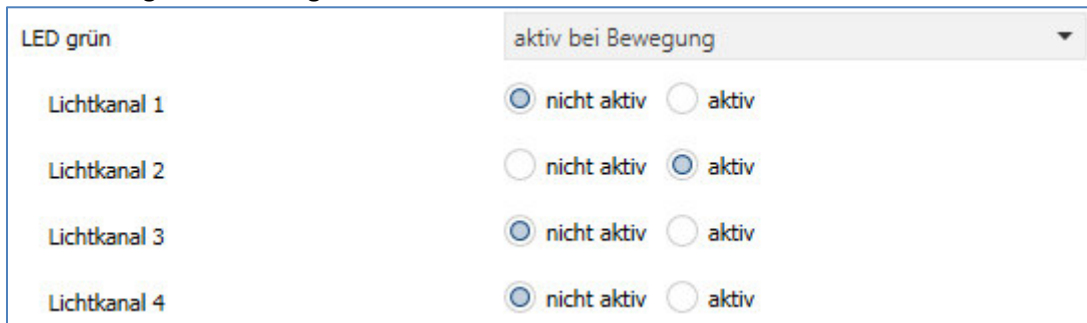 LED grün aktiv bei Bewegung
Lichtkanal 1 nicht aktiv aktiv
Lichtkanal 2 nicht aktiv aktiv
Lichtkanal 3 nicht aktiv aktiv
Lichtkanal 4 nicht aktiv aktiv